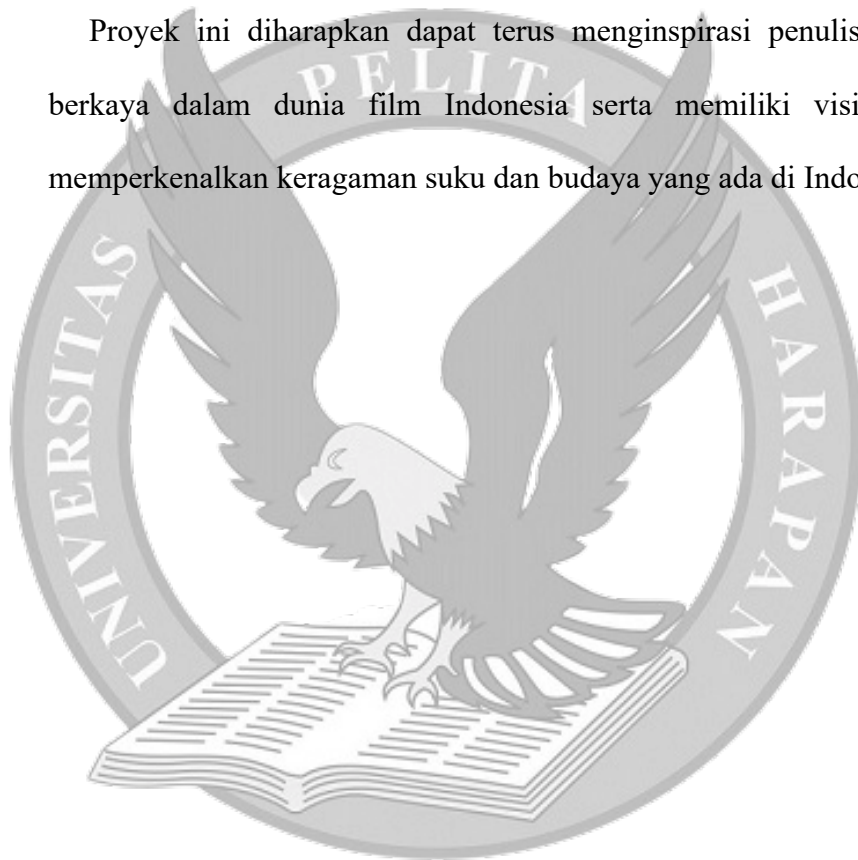 Proyek ini diharapkan dapat terus menginspirasi penulis
berkaya dalam dunia film Indonesia serta memiliki visi
memperkenalkan keragaman suku dan budaya yang ada di Indo
UNIVERSITAS PELITA HARAPAN